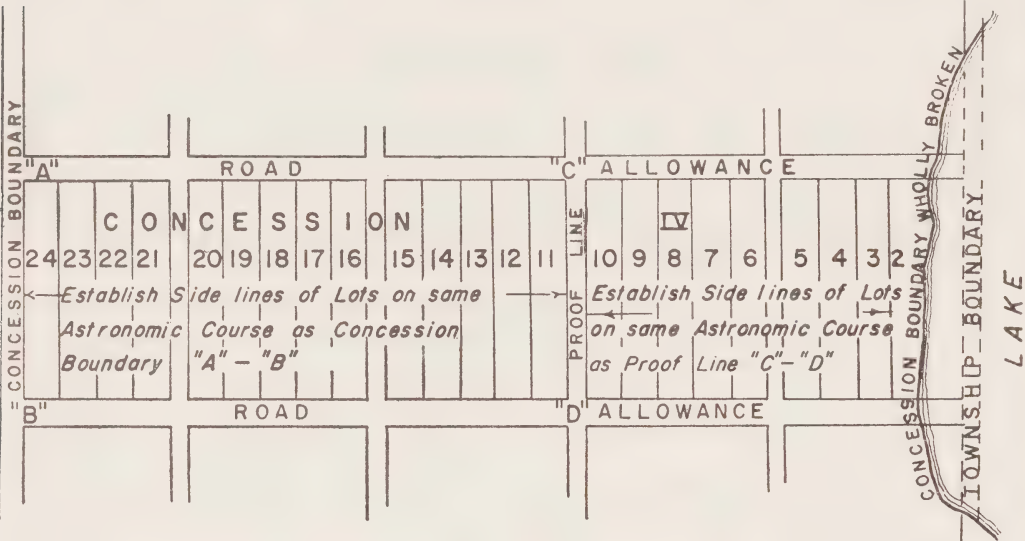 "A" ROAD "C" ALLOWANCE
CONCESSION IV
24 23 22 21 20 19 18 17 16 15 14 13 12 11 10 9 8 7 6 5 4 3 2
Establish Side lines of Lots on same
Astronomic Course as Concession
Boundary "A" – "B"
Establish Side lines of Lots
on same Astronomic Course
as Proof Line "C"–"D"
"B" ROAD "D" ALLOWANCE
CONCESSION BOUNDARY
PROOF LINE
CONCESSION BOUNDARY WHOLLY BROKEN
TOWNSHIP BOUNDARY
LAKE